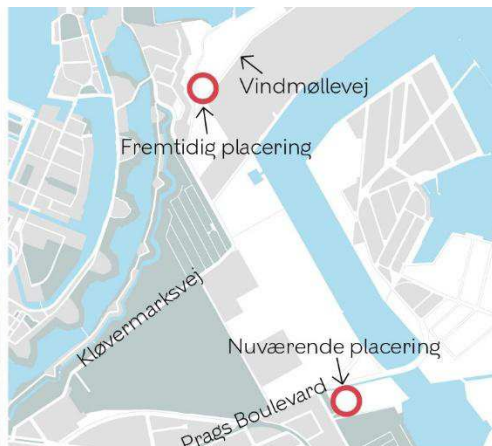 Vindmøllevej
Fremtidig placering
Kløvermarksvej
Nuværende placering
Prags Boulevard